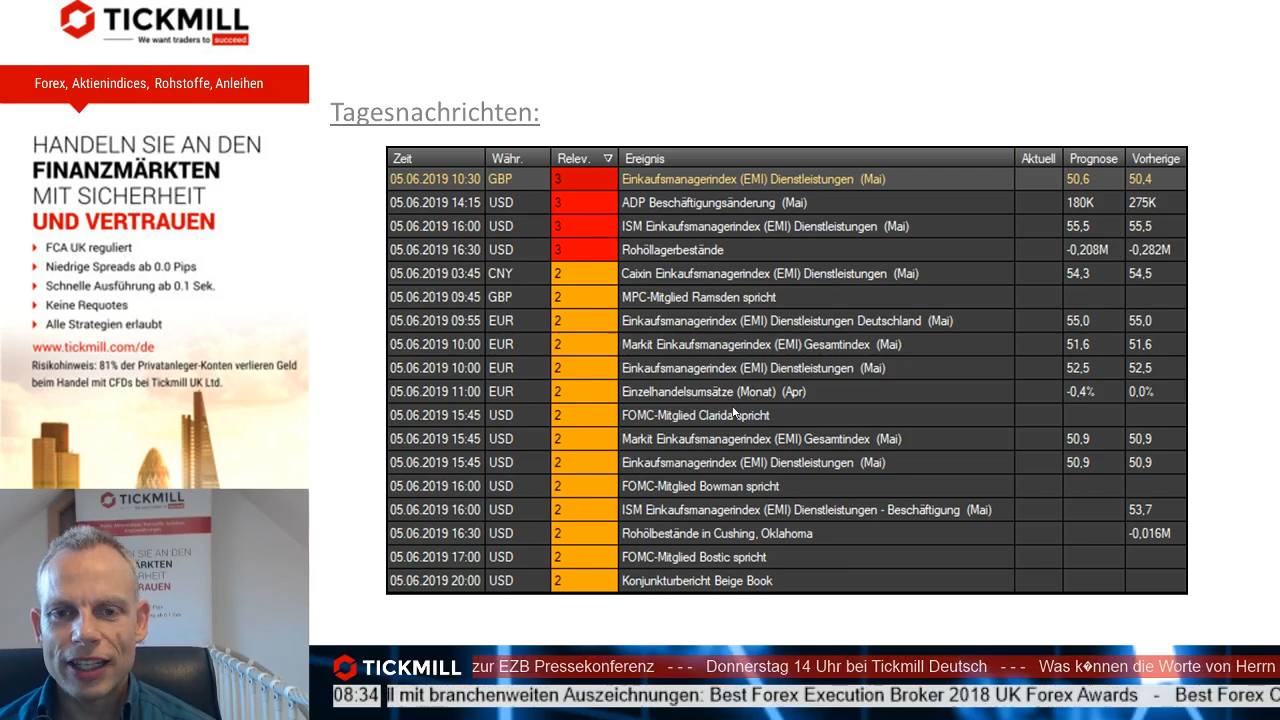 TICKMILL
We want traders to succeed
Forex, Aktienindices, Rohstoffe, Anleihen
HANDELN SIE AN DEN
FINANZMÄRKTEN
MIT SICHERHEIT
UND VERTRAUEN
FCA UK reguliert
Niedrige Spreads ab 0.0 Pips
Schnelle Ausführung ab 0.1 Sek.
Keine Requotes
Alle Strategien erlaubt
www.tickmill.com/de
Risikohinweis: 81% der Privatanleger-Konten verlieren Geld
beim Handel mit CFDs bei Tickmill UK Ltd.
Tagesnachrichten:
Zeit Währ. Relev. Ereignis Aktuell Prognose Vorherige
05.06.2019 10:30 GBP 3 Einkaufsmanagerindex (EMI) Dienstleistungen (Mai) 50,6 50,4
05.06.2019 14:15 USD 3 ADP Beschäftigungsänderung (Mai) 180K 275K
05.06.2019 16:00 USD 3 ISM Einkaufsmanagerindex (EMI) Dienstleistungen (Mai) 55,5 55,5
05.06.2019 16:30 USD 3 Rohöllagerbestände -0,208M -0,282M
05.06.2019 03:45 CNY 2 Caixin Einkaufsmanagerindex (EMI) Dienstleistungen (Mai) 54,3 54,5
05.06.2019 09:45 GBP 2 MPC-Mitglied Ramsden spricht
05.06.2019 09:55 EUR 2 Einkaufsmanagerindex (EMI) Dienstleistungen Deutschland (Mai) 55,0 55,0
05.06.2019 10:00 EUR 2 Markit Einkaufsmanagerindex (EMI) Gesamtindex (Mai) 51,6 51,6
05.06.2019 10:00 EUR 2 Einkaufsmanagerindex (EMI) Dienstleistungen (Mai) 52,5 52,5
05.06.2019 11:00 EUR 2 Einzelhandelsumsätze (Monat) (Apr) -0,4% 0,0%
05.06.2019 15:45 USD 2 FOMC-Mitglied Clarida spricht
05.06.2019 15:45 USD 2 Markit Einkaufsmanagerindex (EMI) Gesamtindex (Mai) 50,9 50,9
05.06.2019 15:45 USD 2 Einkaufsmanagerindex (EMI) Dienstleistungen (Mai) 50,9 50,9
05.06.2019 16:00 USD 2 FOMC-Mitglied Bowman spricht
05.06.2019 16:00 USD 2 ISM Einkaufsmanagerindex (EMI) Dienstleistungen - Beschäftigung (Mai) 53,7
05.06.2019 16:30 USD 2 Rohölbestände in Cushing, Oklahoma -0,016M
05.06.2019 17:00 USD 2 FOMC-Mitglied Bostic spricht
05.06.2019 20:00 USD 2 Konjunkturbericht Beige Book
TICKMILL
TICKMILL zur EZB Pressekonferenz - - - Donnerstag 14 Uhr bei Tickmill Deutsch - - - Was k�nnen die Worte von Herrn
08:34 ll mit branchenweiten Auszeichnungen: Best Forex Execution Broker 2018 UK Forex Awards - Best Forex